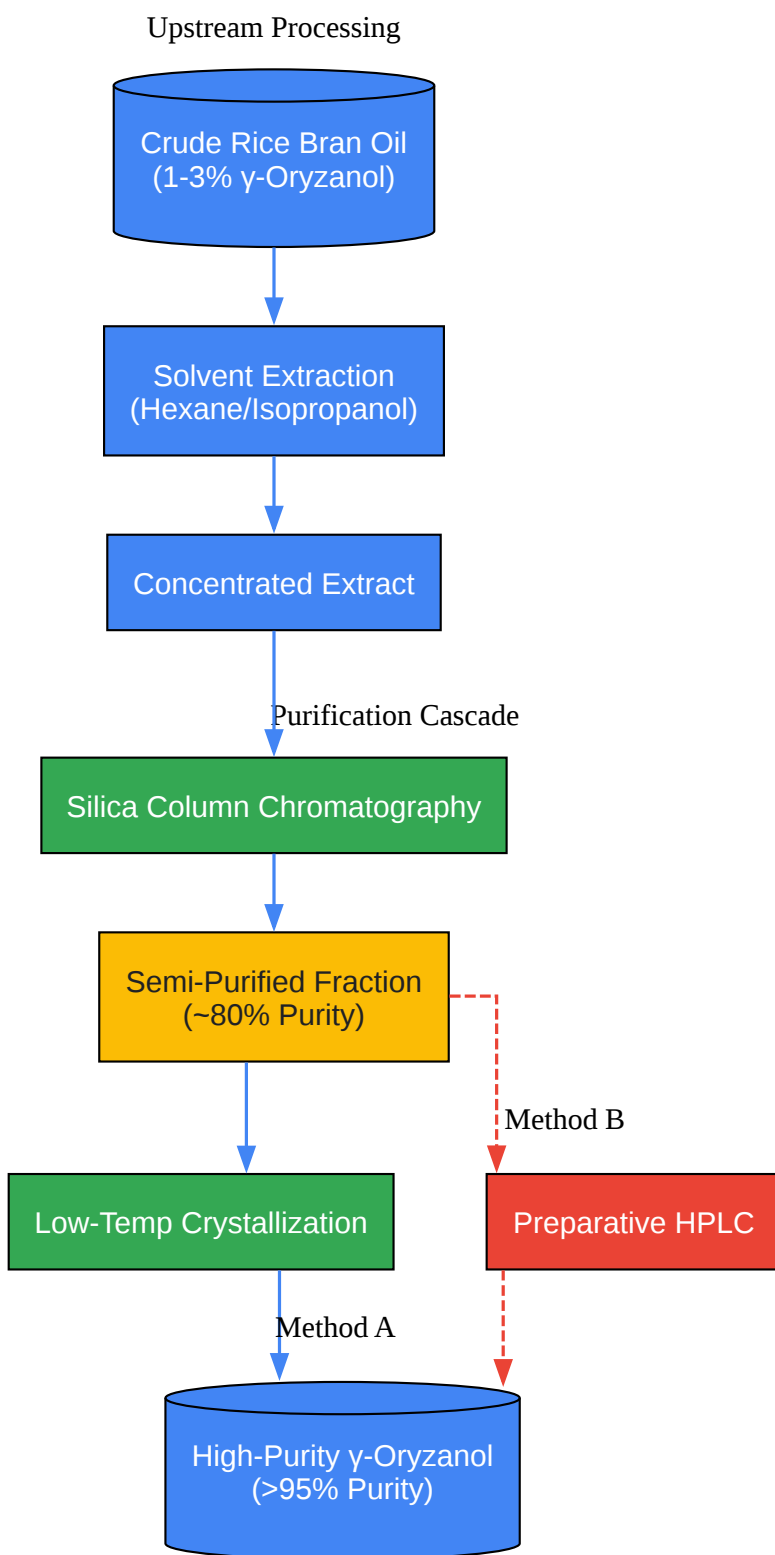 Upstream Processing
Crude Rice Bran Oil
(1-3% γ-Oryzanol)
Solvent Extraction
(Hexane/Isopropanol)
Concentrated Extract
Purification Cascade
Silica Column Chromatography
Semi-Purified Fraction
(~80% Purity)
Method B
Low-Temp Crystallization
Preparative HPLC
Method A
High-Purity γ-Oryzanol
(>95% Purity)